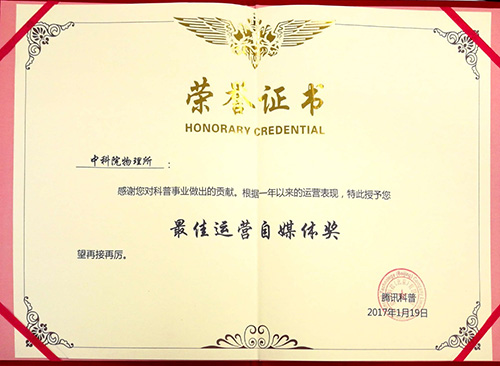 荣誉证书
HONORARY CREDENTIAL
中科院物理所：
感谢您对科普事业做出的贡献。根据一年以来的运营表现，特此授予您
最佳运营自媒体奖
望再接再厉。
腾讯科普
2017年1月19日